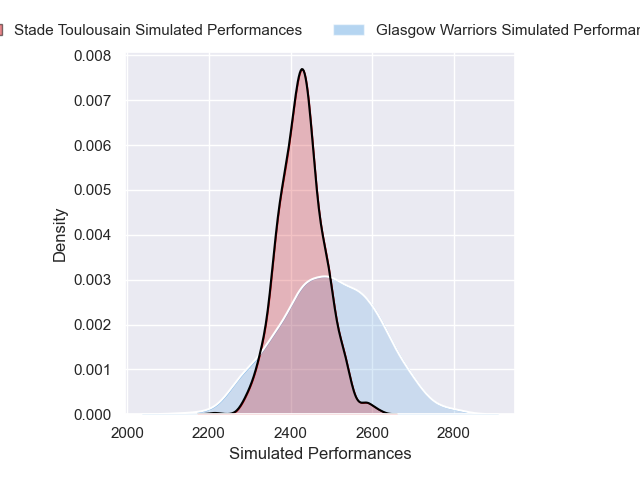 Stade Toulousain Simulated Performances
Glasgow Warriors Simulated
0.008
0.007
0.006
0.005
0.004
0.003
0.002
0.001
0.000
Density
2000 2200 2400 2600 2800
Simulated Performances